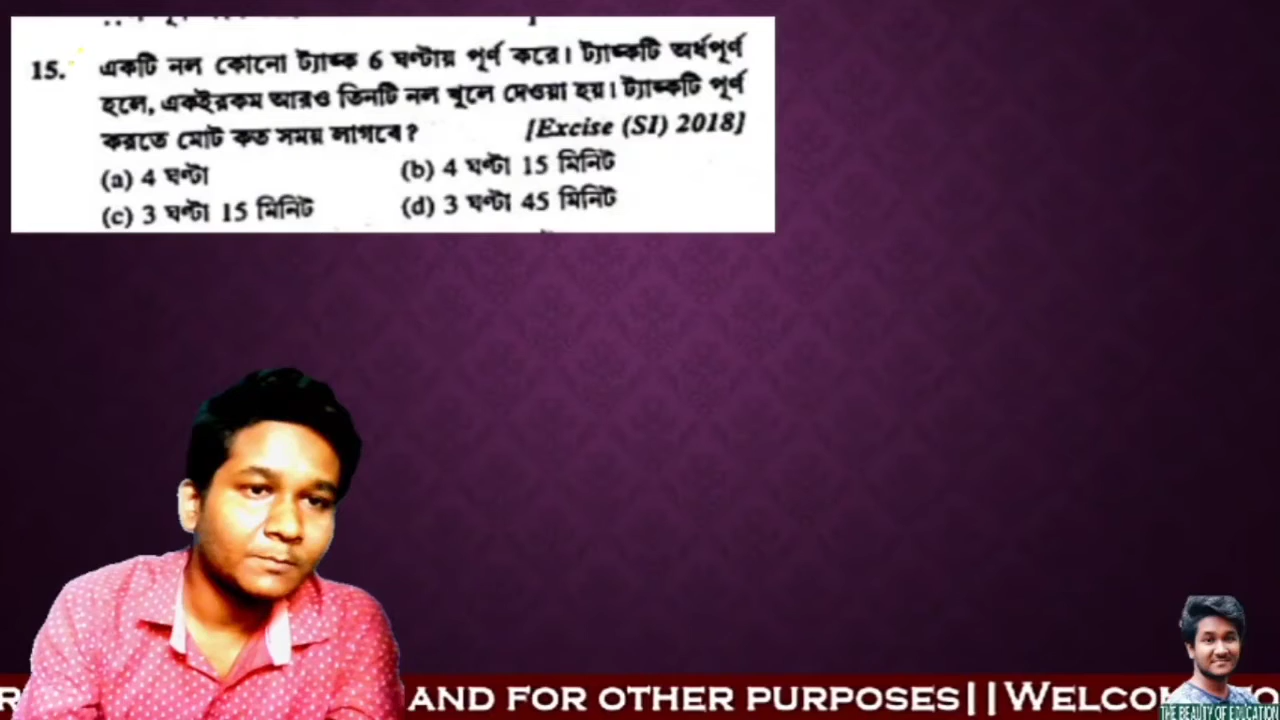 15. একটি নল কোনো ট্যাঙ্ক 6 ঘণ্টায় পূর্ণ করে। ট্যাঙ্কটি অর্ধপূর্ণ
হলে, একইরকম আরও তিনটি নল খুলে দেওয়া হয়। ট্যাঙ্কটি পূর্ণ
করতে মোট কত সময় লাগবে? [Excise (SI) 2018]
(a) 4 ঘণ্টা (b) 4 ঘণ্টা 15 মিনিট
(c) 3 ঘণ্টা 15 মিনিট (d) 3 ঘণ্টা 45 মিনিট
AND FOR OTHER PURPOSES||WELCOM
THE BEAUTY OF EDUCATION